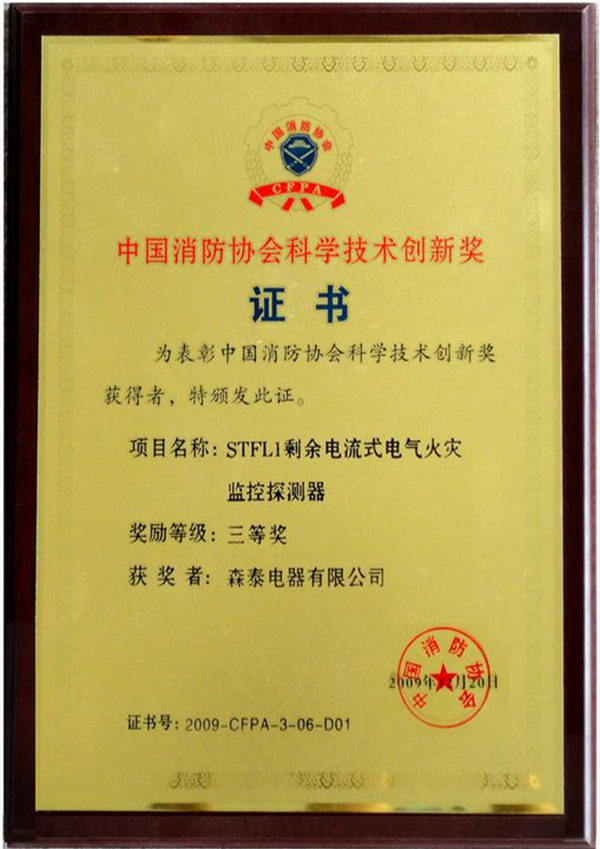 中国消防协会
CFPA
中国消防协会科学技术创新奖
证书
为表彰中国消防协会科学技术创新奖
获得者，特颁发此证。
项目名称：STFL1剩余电流式电气火灾
监控探测器
奖励等级：三等奖
获奖者：森泰电器有限公司
中国消防协会
2009年 月20日
证书号：2009-CFPA-3-06-D01